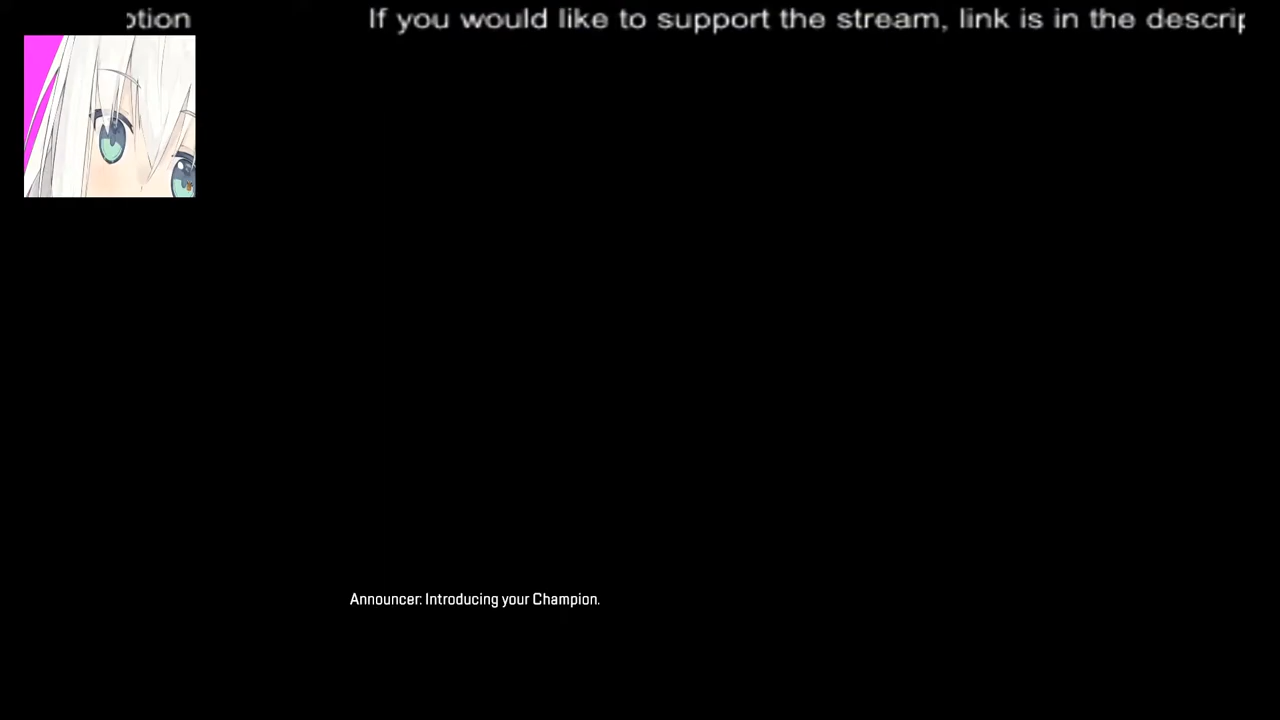 ption If you would like to support the stream, link is in the descrip
Announcer: Introducing your Champion.